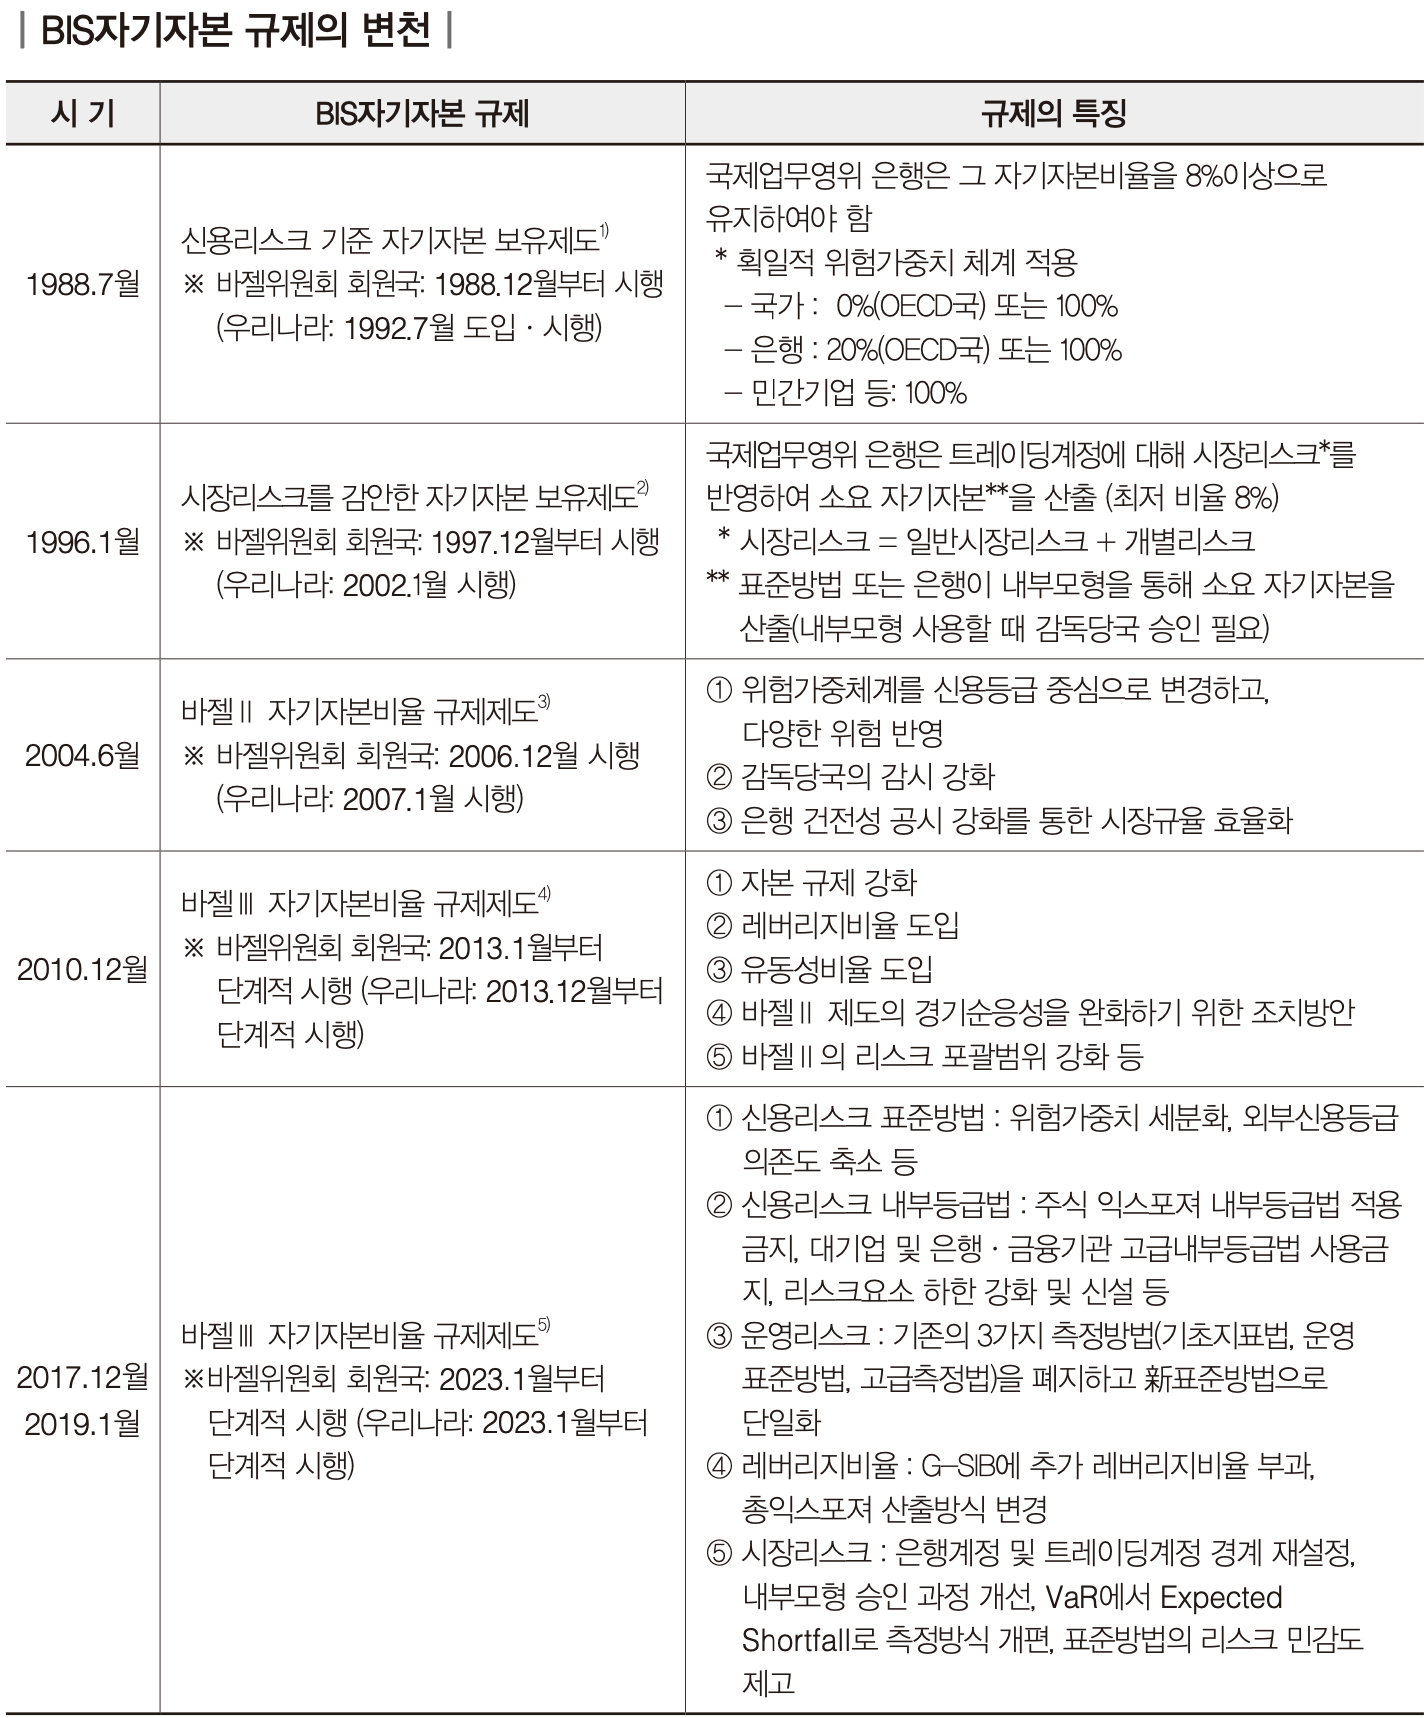 | BIS자기자본 규제의 변천 |
시 기
BIS자기자본 규제
규제의 특징
1988.7월
신용리스크 기준 자기자본 보유제도1)
※ 바젤위원회 회원국: 1988.12월부터 시행
(우리나라: 1992.7월 도입 · 시행)
국제업무영위 은행은 그 자기자본비율을 8%이상으로
유지하여야 함
* 획일적 위험가중치 체계 적용
– 국가 : 0%(OECD국) 또는 100%
– 은행 : 20%(OECD국) 또는 100%
– 민간기업 등: 100%
1996.1월
시장리스크를 감안한 자기자본 보유제도2)
※ 바젤위원회 회원국: 1997.12월부터 시행
(우리나라: 2002.1월 시행)
국제업무영위 은행은 트레이딩계정에 대해 시장리스크*를
반영하여 소요 자기자본**을 산출 (최저 비율 8%)
* 시장리스크 = 일반시장리스크 + 개별리스크
** 표준방법 또는 은행이 내부모형을 통해 소요 자기자본을
산출(내부모형 사용할 때 감독당국 승인 필요)
2004.6월
바젤Ⅱ 자기자본비율 규제제도3)
※ 바젤위원회 회원국: 2006.12월 시행
(우리나라: 2007.1월 시행)
① 위험가중체계를 신용등급 중심으로 변경하고,
다양한 위험 반영
② 감독당국의 감시 강화
③ 은행 건전성 공시 강화를 통한 시장규율 효율화
2010.12월
바젤Ⅲ 자기자본비율 규제제도4)
※ 바젤위원회 회원국: 2013.1월부터
단계적 시행 (우리나라: 2013.12월부터
단계적 시행)
① 자본 규제 강화
② 레버리지비율 도입
③ 유동성비율 도입
④ 바젤Ⅱ 제도의 경기순응성을 완화하기 위한 조치방안
⑤ 바젤Ⅱ의 리스크 포괄범위 강화 등
2017.12월
2019.1월
바젤Ⅲ 자기자본비율 규제제도5)
※바젤위원회 회원국: 2023.1월부터
단계적 시행 (우리나라: 2023.1월부터
단계적 시행)
① 신용리스크 표준방법 : 위험가중치 세분화, 외부신용등급
의존도 축소 등
② 신용리스크 내부등급법 : 주식 익스포져 내부등급법 적용
금지, 대기업 및 은행 · 금융기관 고급내부등급법 사용금
지, 리스크요소 하한 강화 및 신설 등
③ 운영리스크 : 기존의 3가지 측정방법(기초지표법, 운영
표준방법, 고급측정법)을 폐지하고 新표준방법으로
단일화
④ 레버리지비율 : G–SIB에 추가 레버리지비율 부과,
총익스포져 산출방식 변경
⑤ 시장리스크 : 은행계정 및 트레이딩계정 경계 재설정,
내부모형 승인 과정 개선, VaR에서 Expected
Shortfall로 측정방식 개편, 표준방법의 리스크 민감도
제고